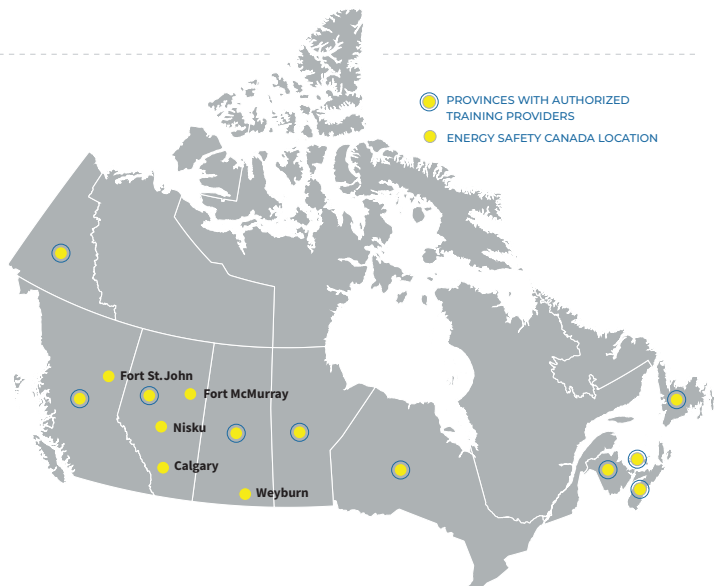 PROVINCES WITH AUTHORIZED
TRAINING PROVIDERS
ENERGY SAFETY CANADA LOCATION
Fort St.John
Fort McMurray
Nisku
Calgary
Weyburn